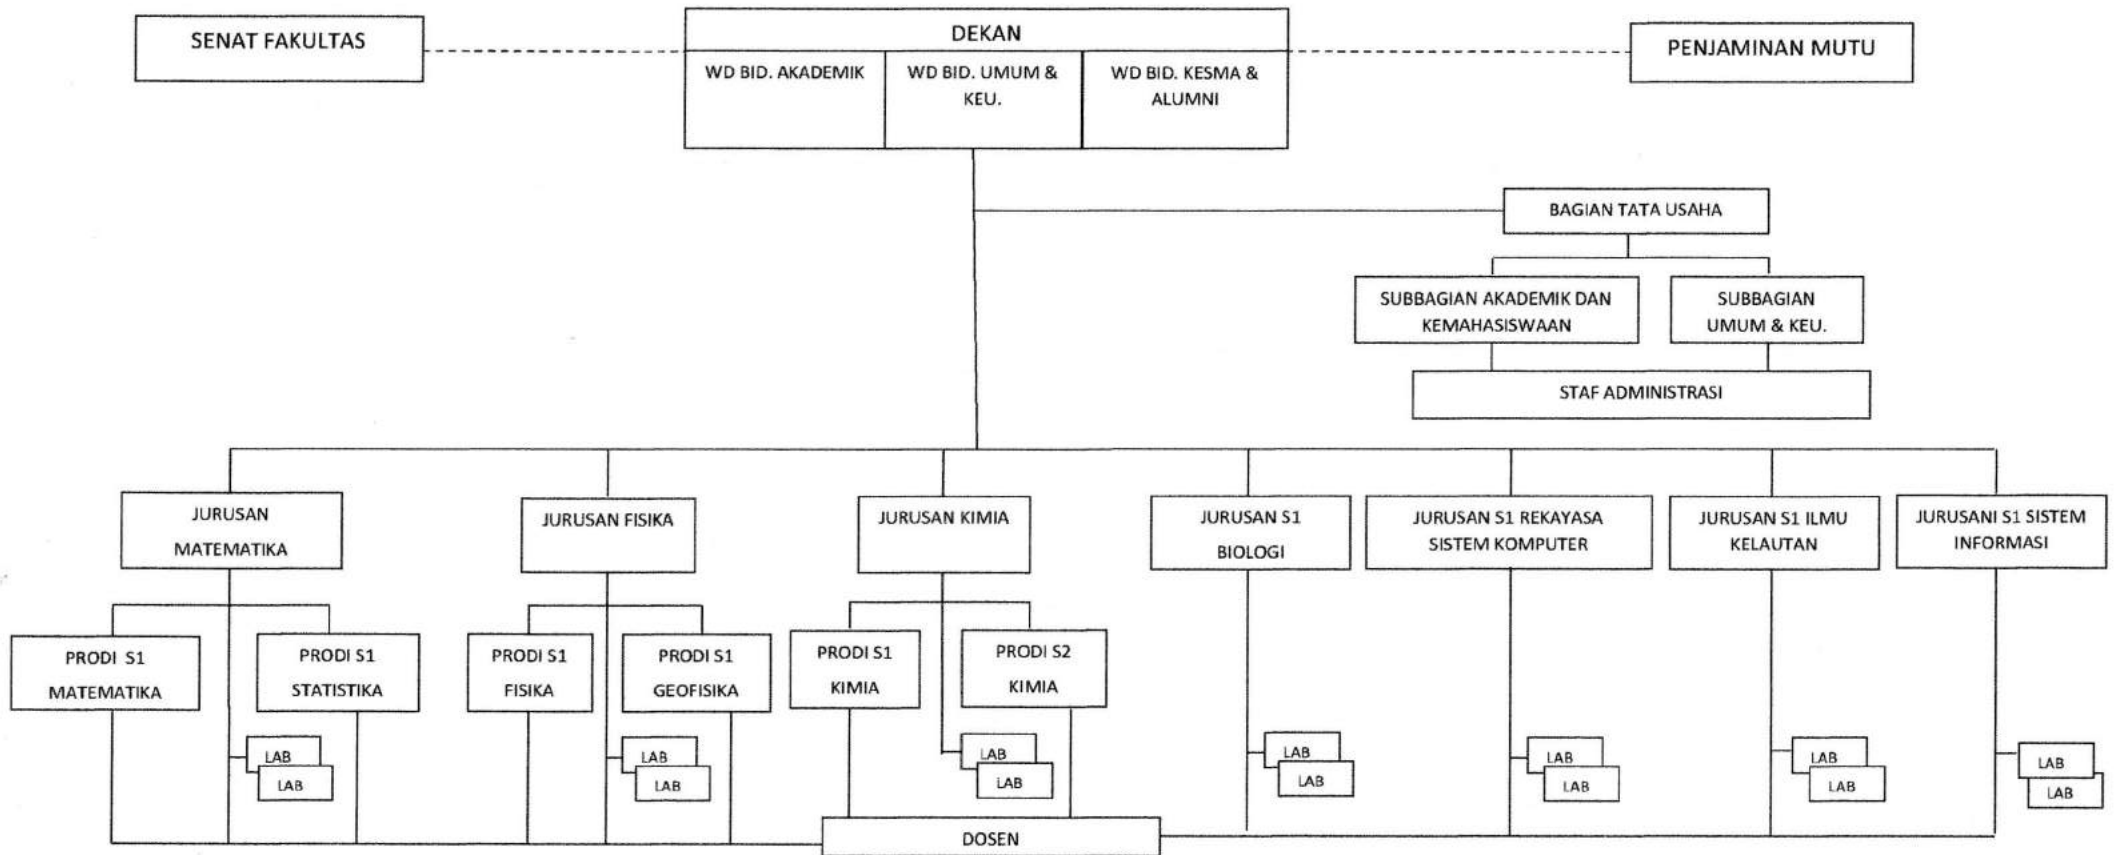 SENAT FAKULTAS
DEKAN
PENJAMINAN MUTU
WD BID. AKADEMIK
WD BID. UMUM &
KEU.
WD BID. KESMA &
ALUMNI
BAGIAN TATA USAHA
SUBBAGIAN AKADEMIK DAN
KEMAHASISWAAN
SUBBAGIAN
UMUM & KEU.
STAF ADMINISTRASI
JURUSAN
MATEMATIKA
JURUSAN FISIKA
JURUSAN KIMIA
JURUSAN S1
BIOLOGI
JURUSAN S1 REKAYASA
SISTEM KOMPUTER
JURUSAN S1 ILMU
KELAUTAN
JURUSANI S1 SISTEM
INFORMASI
PRODI S1
MATEMATIKA
PRODI S1
STATISTIKA
PRODI S1
FISIKA
PRODI S1
GEOFISIKA
PRODI S1
KIMIA
PRODI S2
KIMIA
LAB
LAB
LAB
LAB
LAB
LAB
LAB
LAB
LAB
LAB
LAB
LAB
LAB
LAB
DOSEN